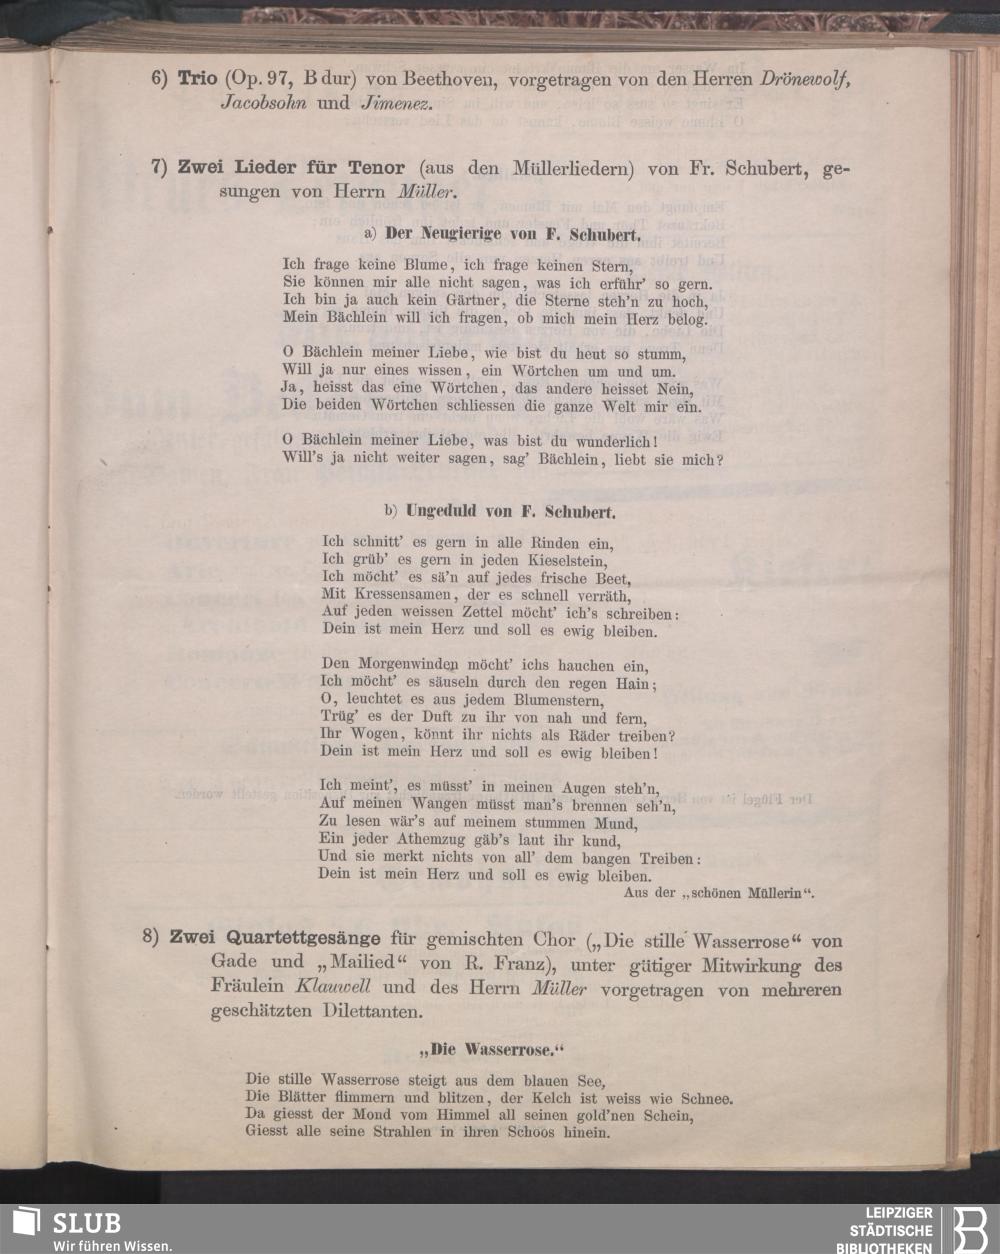 6) Trio (Op. 97, B dur) von Beethoven, vorgetragen von den Herren Drönewolf,
Jacobsohn und Jimenez.
7) Zwei Lieder für Tenor (aus den Müllerliedern) von Fr. Schubert, ge-
sungen von Herrn Müller.
a) Der Neugierige von F. Schubert.
Ich frage keine Blume, ich frage keinen Stern,
Sie können mir alle nicht sagen, was ich erführ' so gern.
Ich bin ja auch kein Gärtner, die Sterne steh'n zu hoch,
Mein Bächlein will ich fragen, ob mich mein Herz belog.
O Bächlein meiner Liebe, wie bist du heut so stumm,
Will ja nur eines wissen, ein Wörtchen um und um.
Ja, heisst das eine Wörtchen, das andere heisset Nein,
Die beiden Wörtchen schliessen die ganze Welt mir ein.
O Bächlein meiner Liebe, was bist du wunderlich!
Will's ja nicht weiter sagen, sag' Bächlein, liebt sie mich?
b) Ungeduld von F. Schubert.
Ich schnitt' es gern in alle Rinden ein,
Ich grüb' es gern in jeden Kieselstein,
Ich möcht' es sä'n auf jedes frische Beet,
Mit Kressensamen, der es schnell verräth,
Auf jeden weissen Zettel möcht' ich's schreiben:
Dein ist mein Herz und soll es ewig bleiben.
Den Morgenwinden möcht' ichs hauchen ein,
Ich möcht' es säuseln durch den regen Hain;
O, leuchtet es aus jedem Blumenstern,
Trüg' es der Duft zu ihr von nah und fern,
Ihr Wogen, könnt ihr nichts als Räder treiben?
Dein ist mein Herz und soll es ewig bleiben!
Ich meint', es müsst' in meinen Augen steh'n,
Auf meinen Wangen müsst man's brennen seh'n,
Zu lesen wär's auf meinem stummen Mund,
Ein jeder Athemzug gäb's laut ihr kund,
Und sie merkt nichts von all' dem bangen Treiben:
Dein ist mein Herz und soll es ewig bleiben.
Aus der „schönen Müllerin“.
8) Zwei Quartettgesänge für gemischten Chor („Die stille Wasserrose“ von
Gade und „Mailied“ von R. Franz), unter gütiger Mitwirkung des
Fräulein Klauwell und des Herrn Müller vorgetragen von mehreren
geschätzten Dilettanten.
„Die Wasserrose.“
Die stille Wasserrose steigt aus dem blauen See,
Die Blätter flimmern und blitzen, der Kelch ist weiss wie Schnee.
Da giesst der Mond vom Himmel all seinen gold'nen Schein,
Giesst alle seine Strahlen in ihren Schoos hinein.
SLUB
Wir führen Wissen.
LEIPZIGER
STÄDTISCHE
BIBLIOTHEKEN